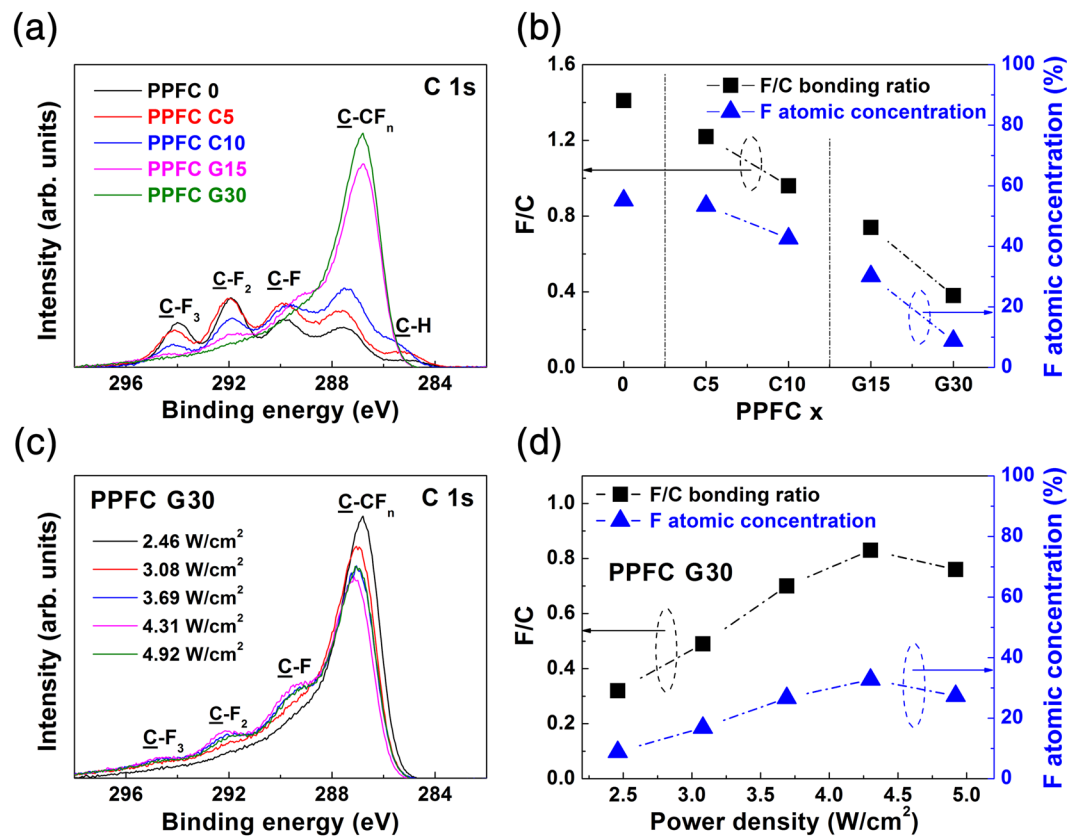 (a)
C 1s
PPFC 0
PPFC C5
PPFC C10
PPFC G15
PPFC G30
C-CFn
C-F3
C-F2
C-F
C-H
Intensity (arb. units)
296 292 288 284
Binding energy (eV)
(b)
F/C bonding ratio
F atomic concentration
1.6
1.2
0.8
0.4
0.0
F/C
100
80
60
40
20
0
F atomic concentration (%)
0 C5 C10 G15 G30
PPFC x
(c)
PPFC G30
C 1s
C-CFn
2.46 W/cm²
3.08 W/cm²
3.69 W/cm²
4.31 W/cm²
4.92 W/cm²
C-F
C-F2
C-F3
Intensity (arb. units)
296 292 288 284
Binding energy (eV)
(d)
F/C bonding ratio
F atomic concentration
PPFC G30
1.0
0.8
0.6
0.4
0.2
0.0
F/C
100
80
60
40
20
0
F atomic concentration (%)
2.5 3.0 3.5 4.0 4.5 5.0
Power density (W/cm²)